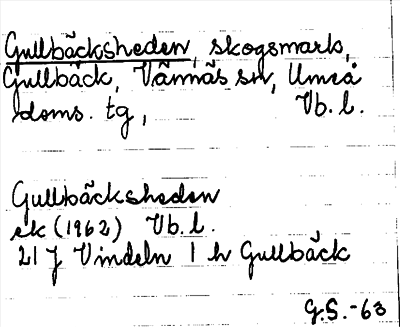 Gullbäcksheden, skogsmark,
Gullbäck, Vännäs sn, Umeå
doms. tg, Vb. l.
Gullbäcksheden
ek (1962) Vb. l.
21 J Vindeln 1 h Gullbäck
G.S.-63